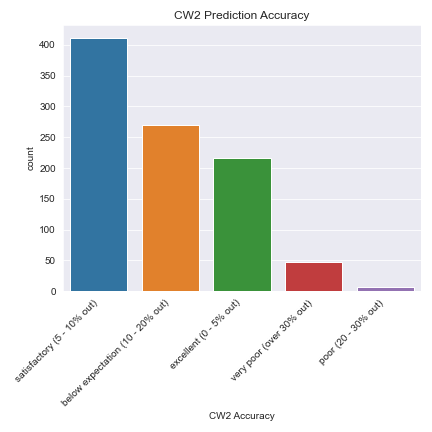 CW2 Prediction Accuracy
count
400
350
300
250
200
150
100
50
0
satisfactory (5 - 10% out)
below expectation (10 - 20% out)
excellent (0 - 5% out)
very poor (over 30% out)
poor (20 - 30% out)
CW2 Accuracy